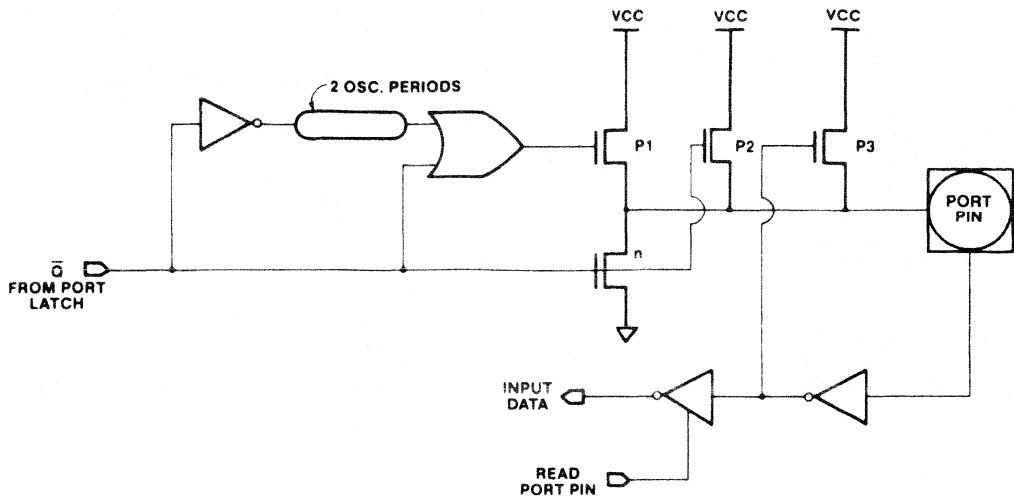 VCC
VCC
VCC
2 OSC. PERIODS
P1
P2
P3
PORT
PIN
Q̅
FROM PORT
LATCH
n
INPUT
DATA
READ
PORT PIN